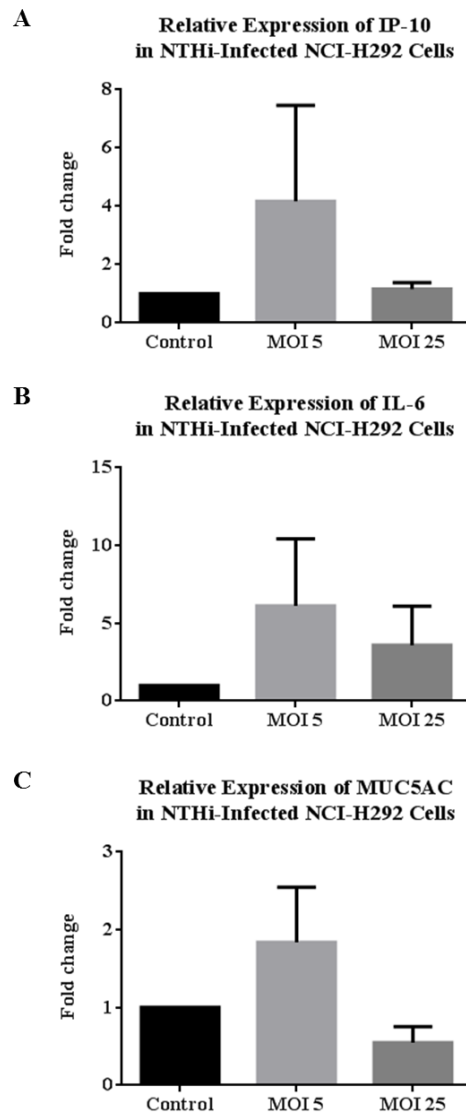 A
Relative Expression of IP-10
in NTHi-Infected NCI-H292 Cells
Fold change
8
6
4
2
0
Control MOI 5 MOI 25
B
Relative Expression of IL-6
in NTHi-Infected NCI-H292 Cells
Fold change
15
10
5
0
Control MOI 5 MOI 25
C
Relative Expression of MUC5AC
in NTHi-Infected NCI-H292 Cells
Fold change
3
2
1
0
Control MOI 5 MOI 25